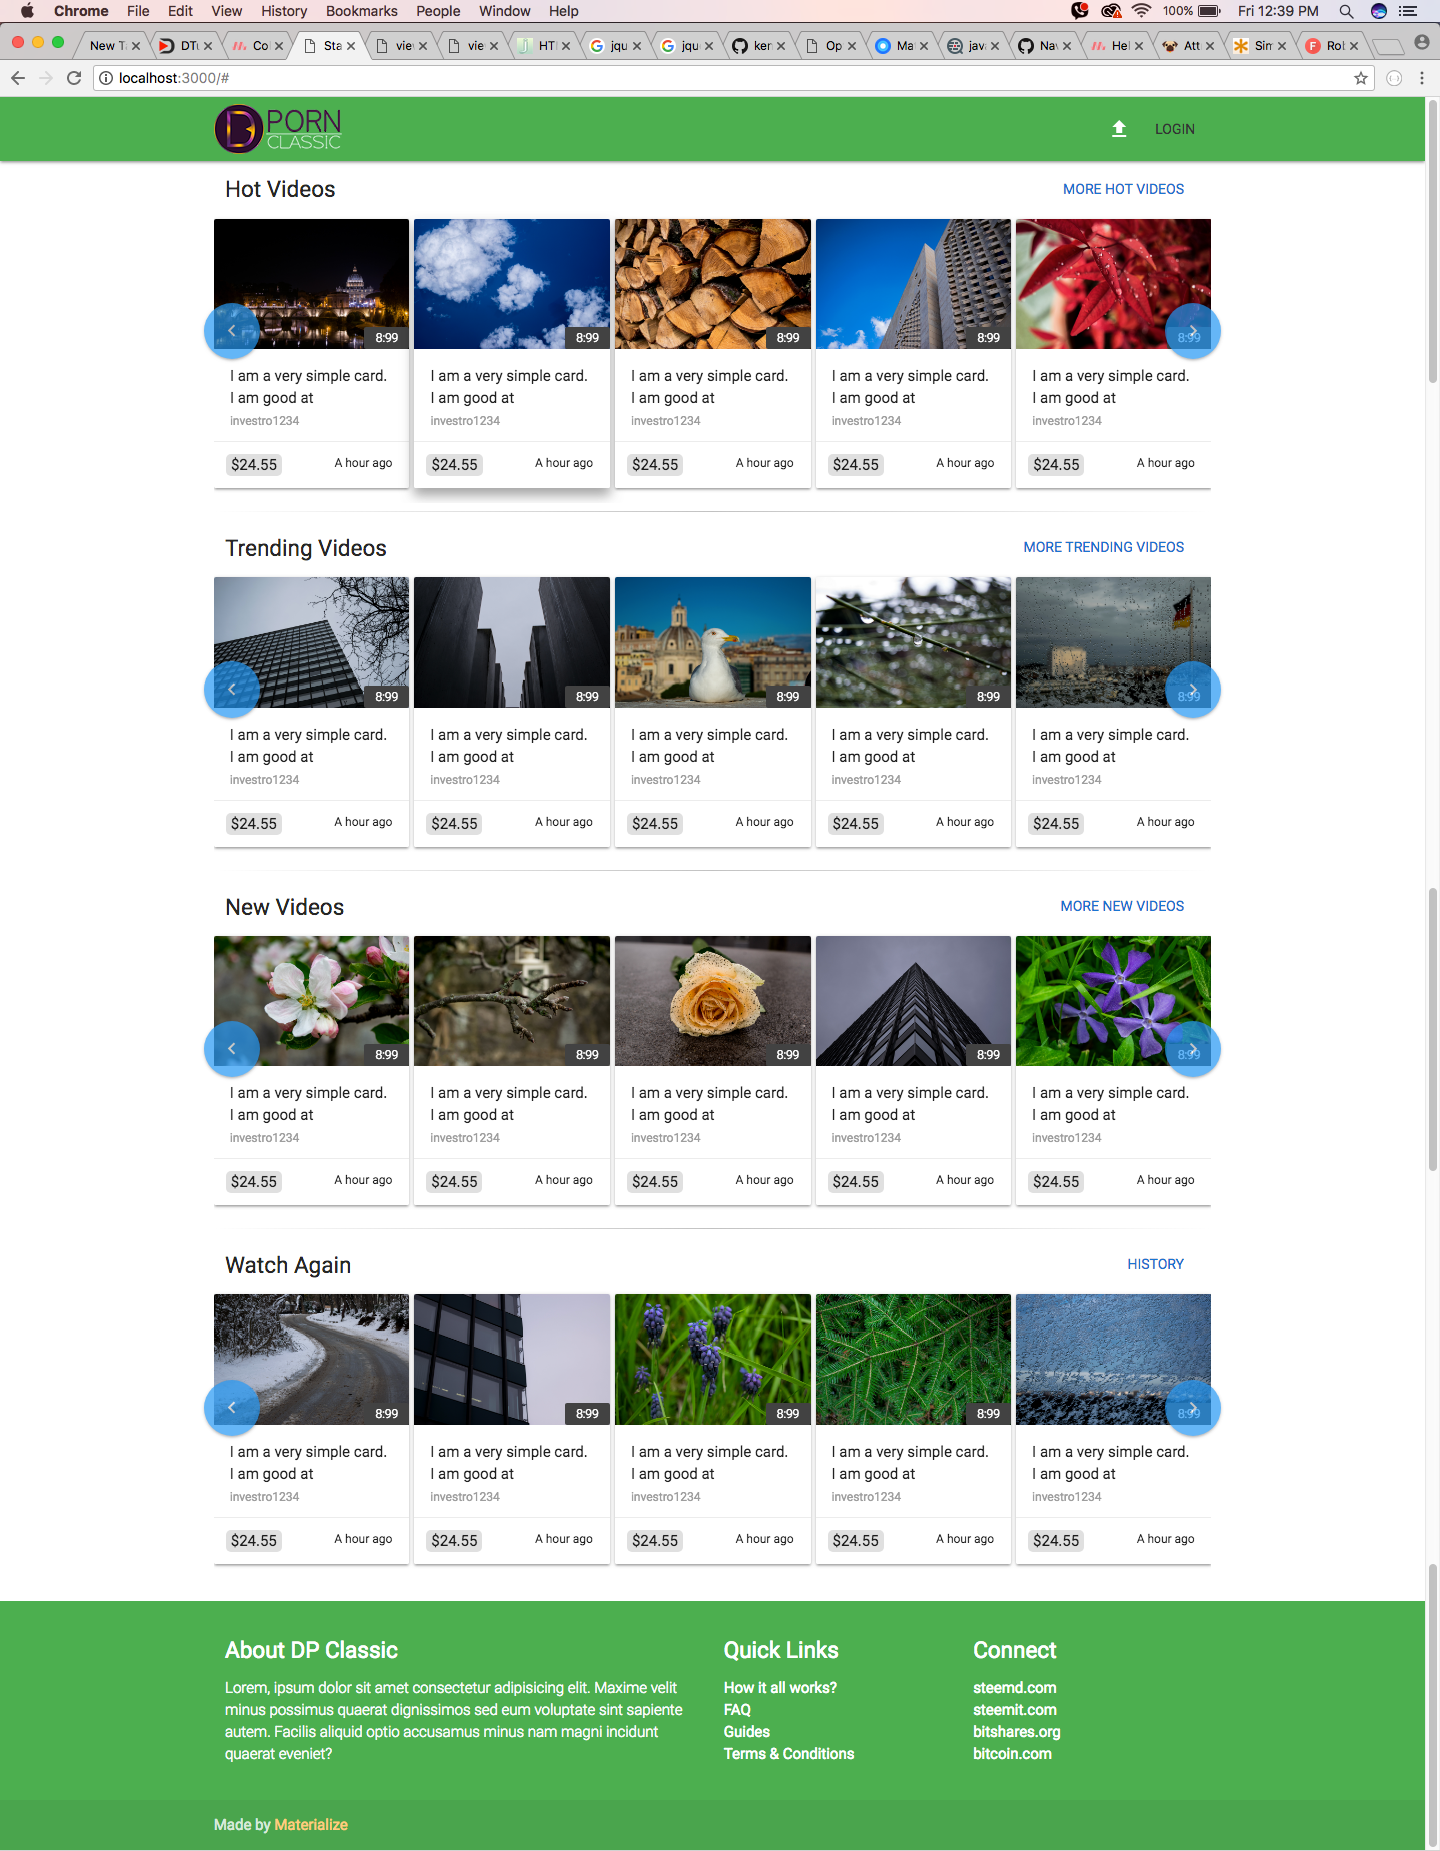 Chrome File Edit View History Bookmarks People Window Help 100% Fri 12:39 PM
New T DTu Co Sta vie vie HTI jqu jqu ker Op Ma java Nav Hel Att Sim Rol
localhost:3000/#
D PORN CLASSIC LOGIN
Hot Videos MORE HOT VIDEOS
8:99 8:99 8:99 8:99 8:99
I am a very simple card. I am a very simple card. I am a very simple card. I am a very simple card. I am a very simple card.
I am good at I am good at I am good at I am good at I am good at
investro1234 investro1234 investro1234 investro1234 investro1234
$24.55 A hour ago $24.55 A hour ago $24.55 A hour ago $24.55 A hour ago $24.55 A hour ago
Trending Videos MORE TRENDING VIDEOS
8:99 8:99 8:99 8:99 8:99
I am a very simple card. I am a very simple card. I am a very simple card. I am a very simple card. I am a very simple card.
I am good at I am good at I am good at I am good at I am good at
investro1234 investro1234 investro1234 investro1234 investro1234
$24.55 A hour ago $24.55 A hour ago $24.55 A hour ago $24.55 A hour ago $24.55 A hour ago
New Videos MORE NEW VIDEOS
8:99 8:99 8:99 8:99 8:99
I am a very simple card. I am a very simple card. I am a very simple card. I am a very simple card. I am a very simple card.
I am good at I am good at I am good at I am good at I am good at
investro1234 investro1234 investro1234 investro1234 investro1234
$24.55 A hour ago $24.55 A hour ago $24.55 A hour ago $24.55 A hour ago $24.55 A hour ago
Watch Again HISTORY
8:99 8:99 8:99 8:99 8:99
I am a very simple card. I am a very simple card. I am a very simple card. I am a very simple card. I am a very simple card.
I am good at I am good at I am good at I am good at I am good at
investro1234 investro1234 investro1234 investro1234 investro1234
$24.55 A hour ago $24.55 A hour ago $24.55 A hour ago $24.55 A hour ago $24.55 A hour ago
About DP Classic Quick Links Connect
Lorem, ipsum dolor sit amet consectetur adipisicing elit. Maxime velit How it all works? steemd.com
minus possimus quaerat dignissimos sed eum voluptate sint sapiente FAQ steemit.com
autem. Facilis aliquid optio accusamus minus nam magni incidunt Guides bitshares.org
quaerat eveniet? Terms & Conditions bitcoin.com
Made by Materialize